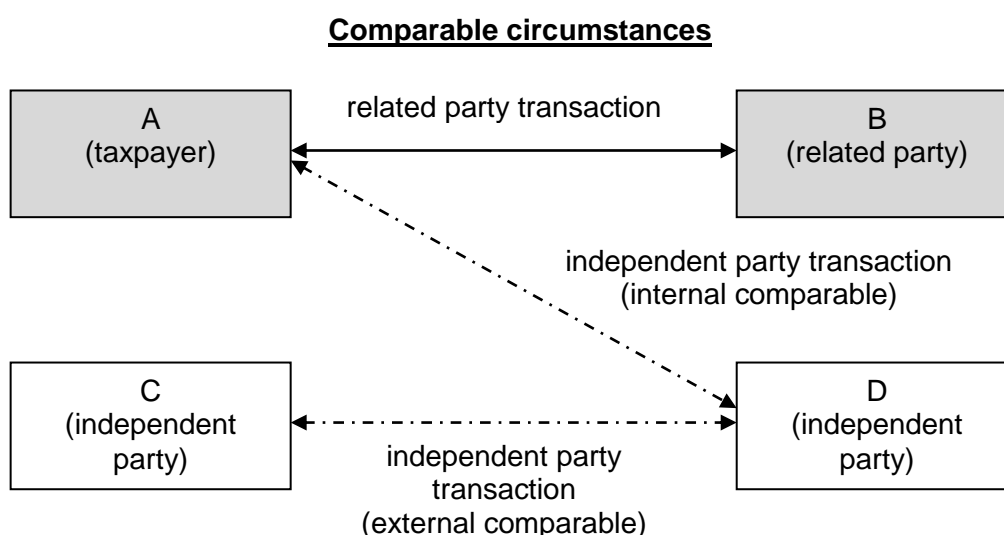 Comparable circumstances
A
(taxpayer)
related party transaction
B
(related party)
independent party transaction
(internal comparable)
C
(independent
party)
D
(independent
party)
independent party
transaction
(external comparable)